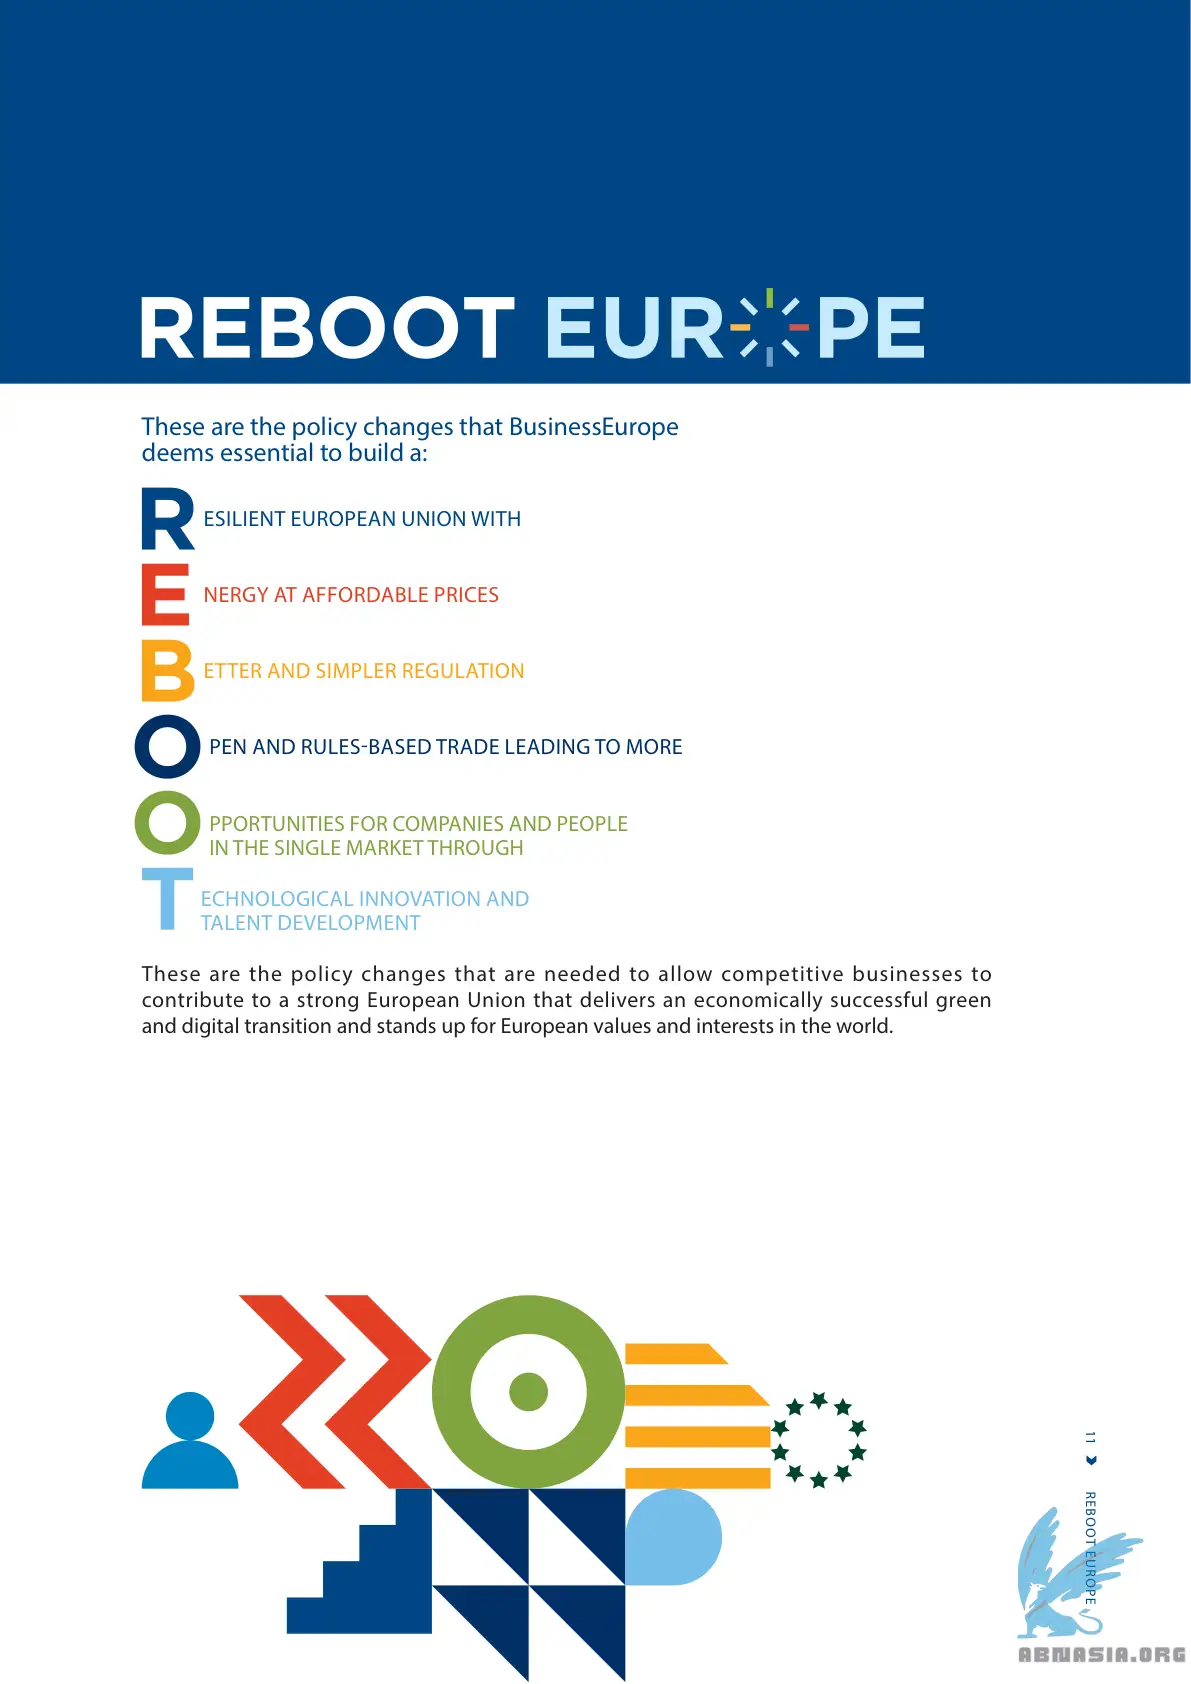 REBOOT EUROPE
These are the policy changes that BusinessEurope
deems essential to build a:
RESILIENT EUROPEAN UNION WITH
ENERGY AT AFFORDABLE PRICES
BETTER AND SIMPLER REGULATION
OPEN AND RULES-BASED TRADE LEADING TO MORE
OPPORTUNITIES FOR COMPANIES AND PEOPLE
IN THE SINGLE MARKET THROUGH
TECHNOLOGICAL INNOVATION AND
TALENT DEVELOPMENT
These are the policy changes that are needed to allow competitive businesses to
contribute to a strong European Union that delivers an economically successful green
and digital transition and stands up for European values and interests in the world.
11
REBOOT EUROPE
ABNASIA.ORG